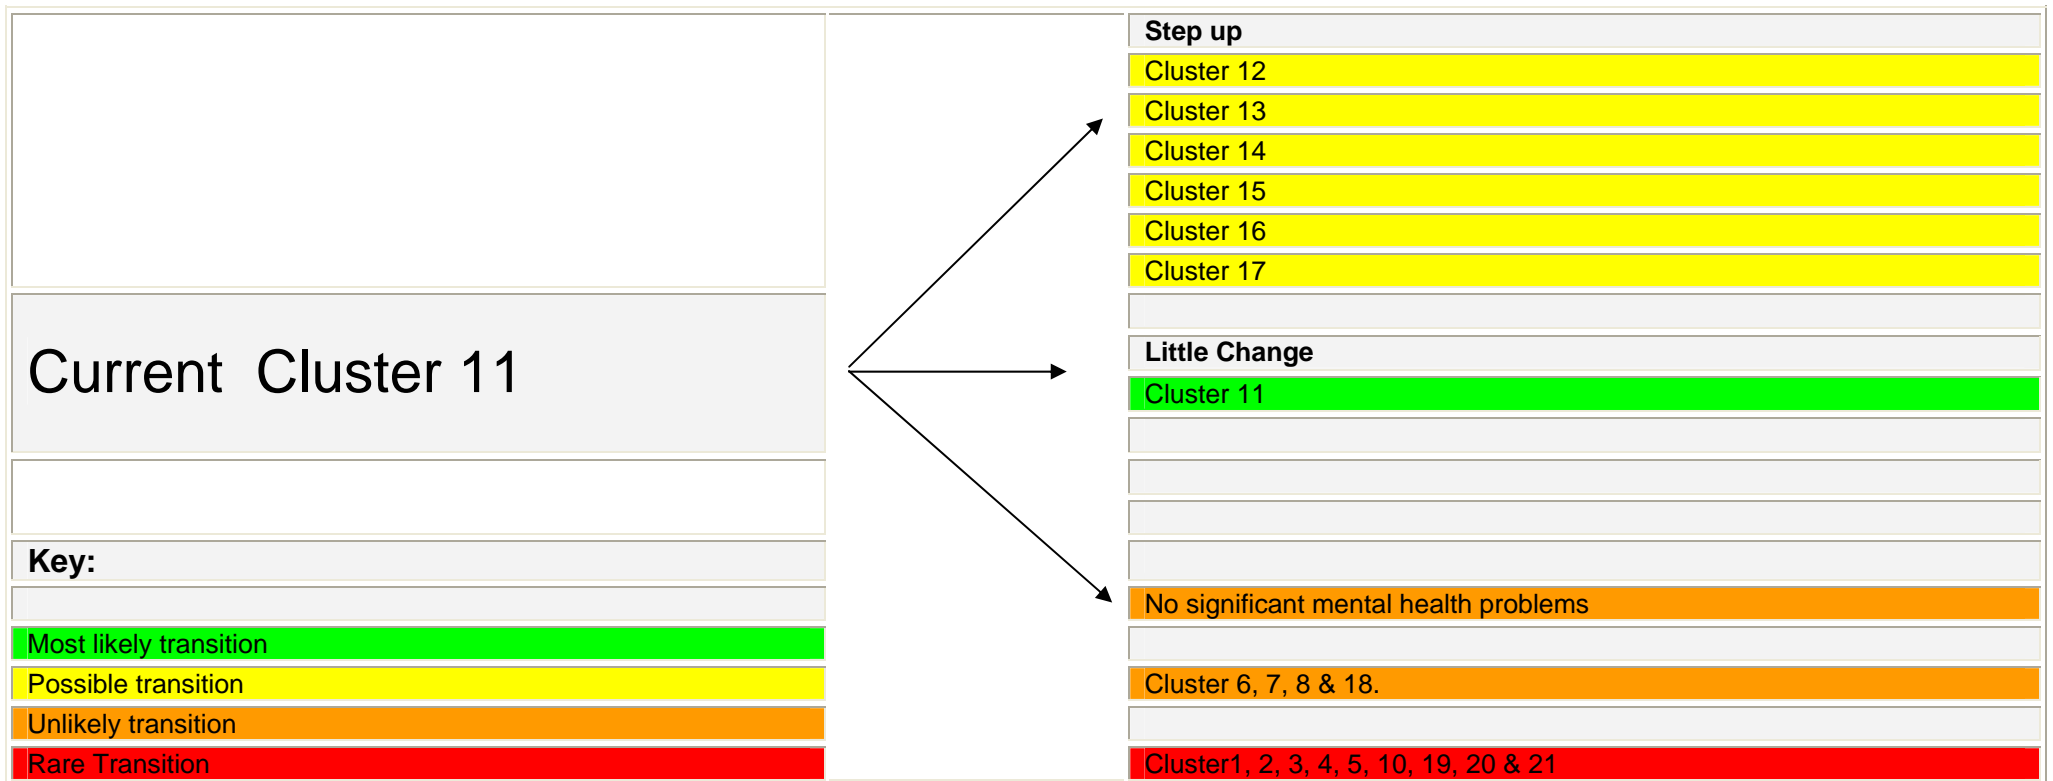 Step up
Cluster 12
Cluster 13
Cluster 14
Cluster 15
Cluster 16
Cluster 17
Current  Cluster 11
Little Change
Cluster 11
Key:
No significant mental health problems
Most likely transition
Possible transition
Cluster 6, 7, 8 & 18.
Unlikely transition
Rare Transition
Cluster1, 2, 3, 4, 5, 10, 19, 20 & 21